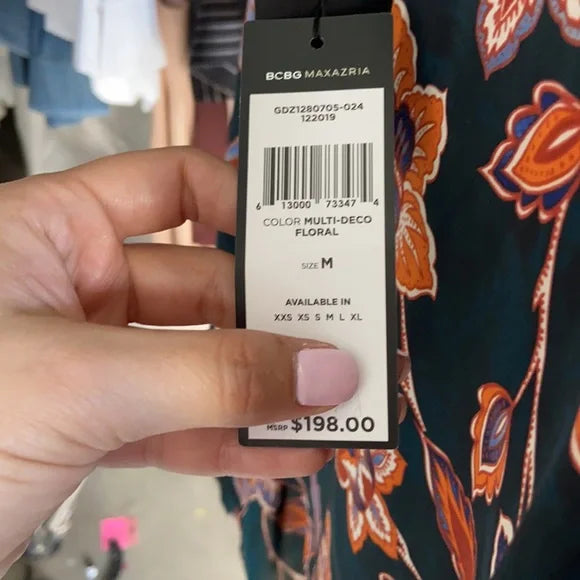 BCBG MAXAZRIA
GDZ1280705-024
122019
6 13000 73347 4
COLOR MULTI-DECO
FLORAL
SIZE M
AVAILABLE IN
XXS XS S M L XL
MSRP $198.00